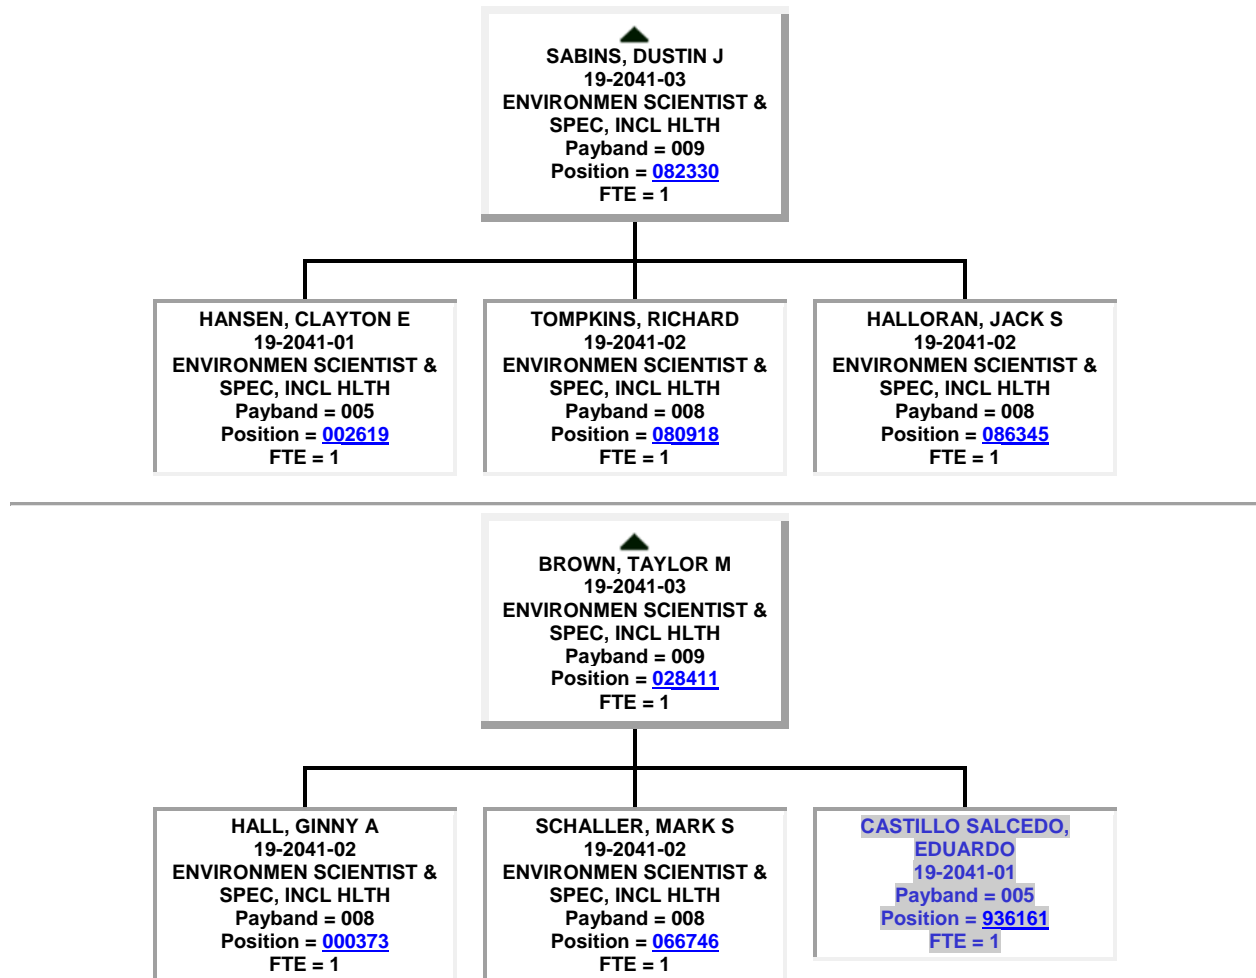 SABINS, DUSTIN J
19-2041-03
ENVIRONMEN SCIENTIST &
SPEC, INCL HLTH
Payband = 009
Position = 082330
FTE = 1
HANSEN, CLAYTON E
19-2041-01
ENVIRONMEN SCIENTIST &
SPEC, INCL HLTH
Payband = 005
Position = 002619
FTE = 1
TOMPKINS, RICHARD
19-2041-02
ENVIRONMEN SCIENTIST &
SPEC, INCL HLTH
Payband = 008
Position = 080918
FTE = 1
HALLORAN, JACK S
19-2041-02
ENVIRONMEN SCIENTIST &
SPEC, INCL HLTH
Payband = 008
Position = 086345
FTE = 1
BROWN, TAYLOR M
19-2041-03
ENVIRONMEN SCIENTIST &
SPEC, INCL HLTH
Payband = 009
Position = 028411
FTE = 1
HALL, GINNY A
19-2041-02
ENVIRONMEN SCIENTIST &
SPEC, INCL HLTH
Payband = 008
Position = 000373
FTE = 1
SCHALLER, MARK S
19-2041-02
ENVIRONMEN SCIENTIST &
SPEC, INCL HLTH
Payband = 008
Position = 066746
FTE = 1
CASTILLO SALCEDO,
EDUARDO
19-2041-01
Payband = 005
Position = 936161
FTE = 1